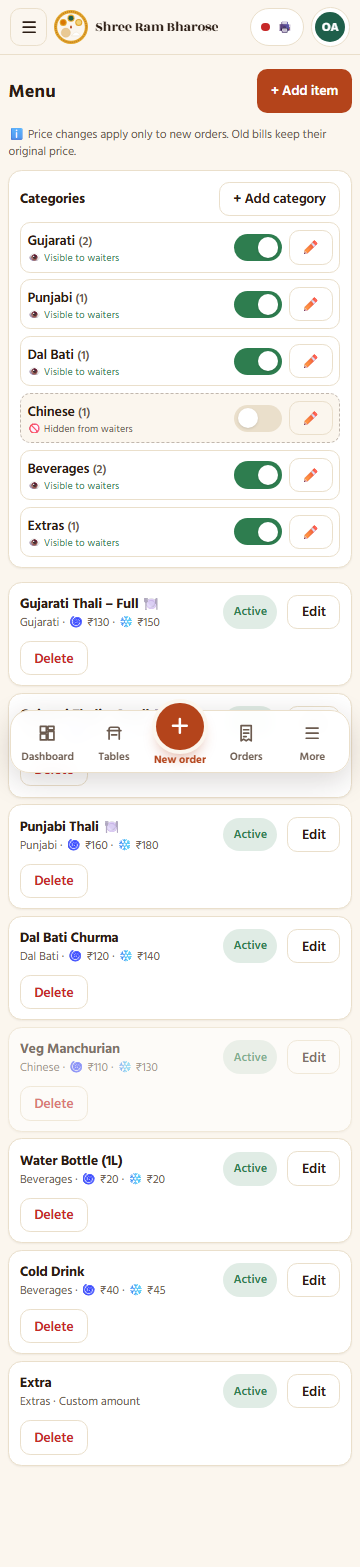 Shree Ram Bharose
OA
Menu
+ Add item
Price changes apply only to new orders. Old bills keep their
original price.
Categories
+ Add category
Gujarati (2)
Visible to waiters
Punjabi (1)
Visible to waiters
Dal Bati (1)
Visible to waiters
Chinese (1)
Hidden from waiters
Beverages (2)
Visible to waiters
Extras (1)
Visible to waiters
Gujarati Thali – Full
Active
Edit
Gujarati · ₹130 · ₹150
Delete
Dashboard
Tables
New order
Orders
More
Punjabi Thali
Active
Edit
Punjabi · ₹160 · ₹180
Delete
Dal Bati Churma
Active
Edit
Dal Bati · ₹120 · ₹140
Delete
Veg Manchurian
Active
Edit
Chinese · ₹110 · ₹130
Delete
Water Bottle (1L)
Active
Edit
Beverages · ₹20 · ₹20
Delete
Cold Drink
Active
Edit
Beverages · ₹40 · ₹45
Delete
Extra
Active
Edit
Extras · Custom amount
Delete